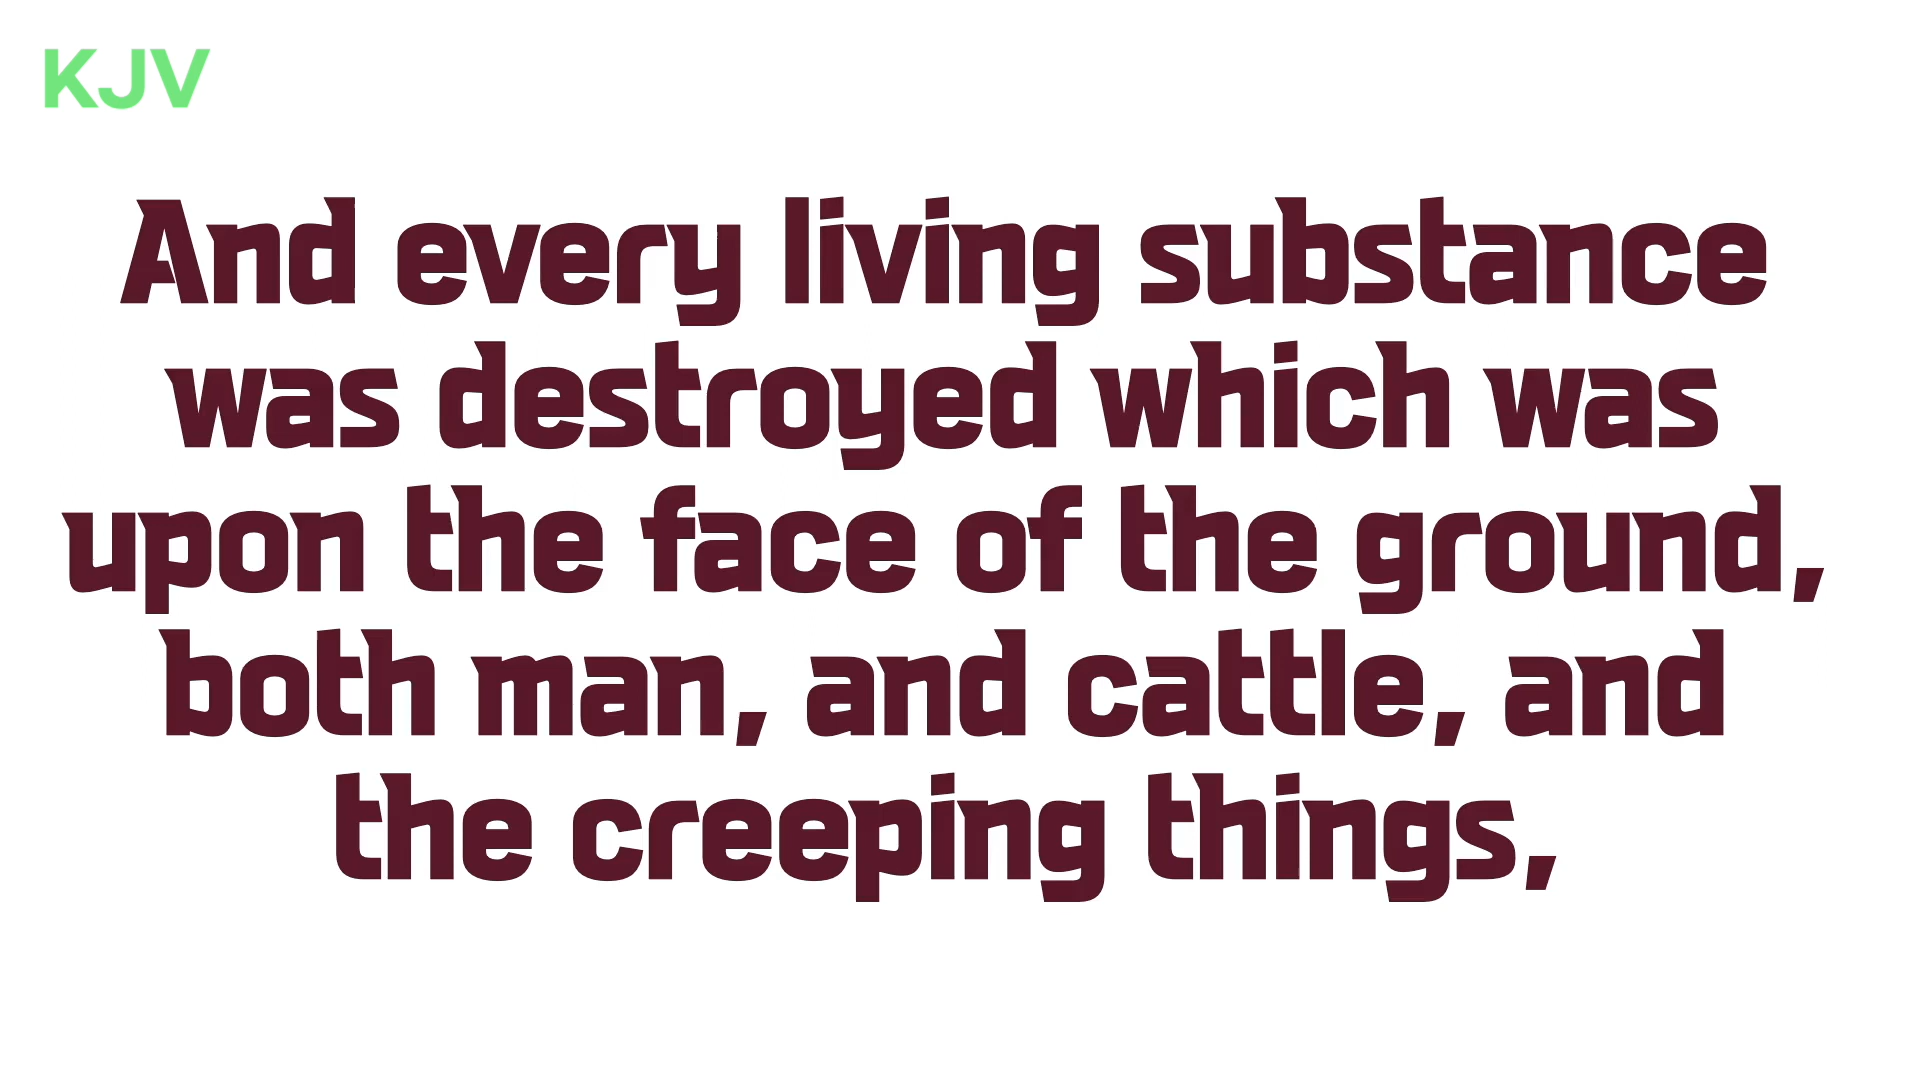 KJV
And every living substance
was destroyed which was
upon the face of the ground,
both man, and cattle, and
the creeping things,